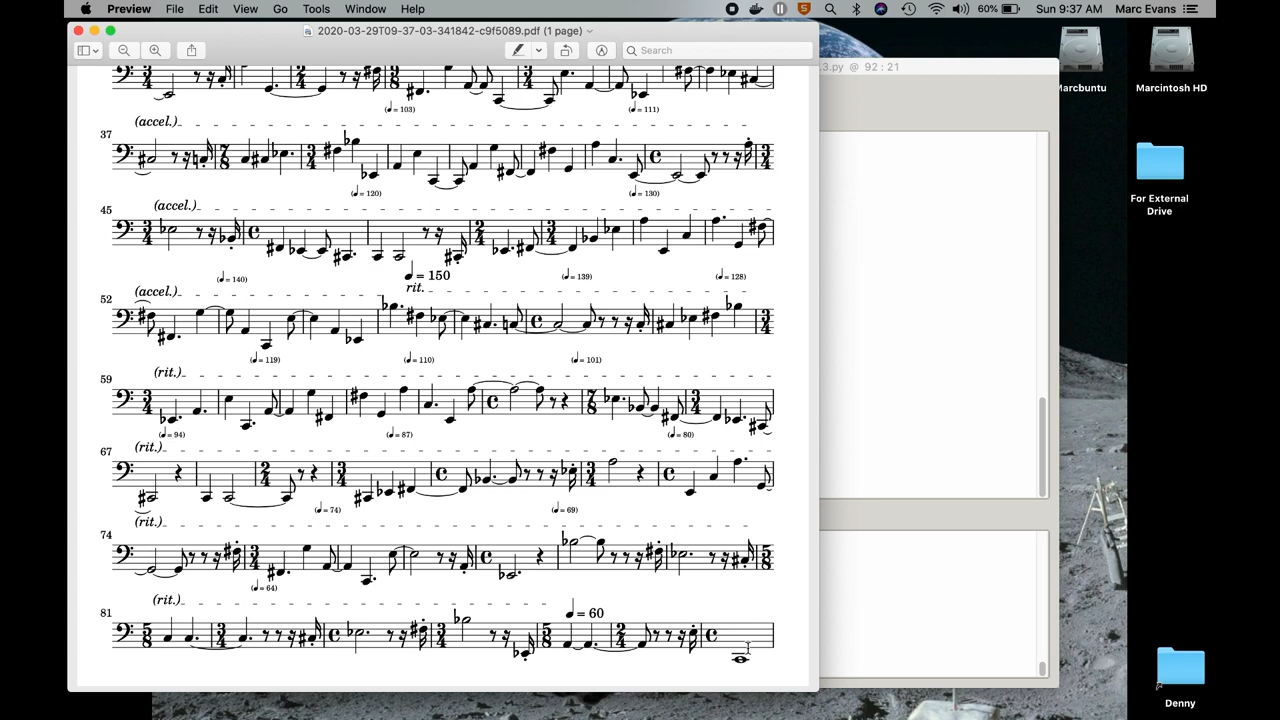 Preview File Edit View Go Tools Window Help 60% Sun 9:37 AM Marc Evans
2020-03-29T09-37-03-341842-c9f5089.pdf (1 page)
Search
3.py @ 92 : 21
Marcbuntu
Marcintosh HD
For External
Drive
Denny
(♩= 103) (♩= 111)
(accel.)
37
(♩= 120) (♩= 130)
(accel.)
45
(♩= 140) ♩= 150 (♩= 139) (♩= 128)
(accel.) rit.
52
(♩= 119) (♩= 110) (♩= 101)
(rit.)
59
(♩= 94) (♩= 87) (♩= 80)
(rit.)
67
(♩= 74) (♩= 69)
(rit.)
74
(♩= 64)
(rit.) ♩= 60
81